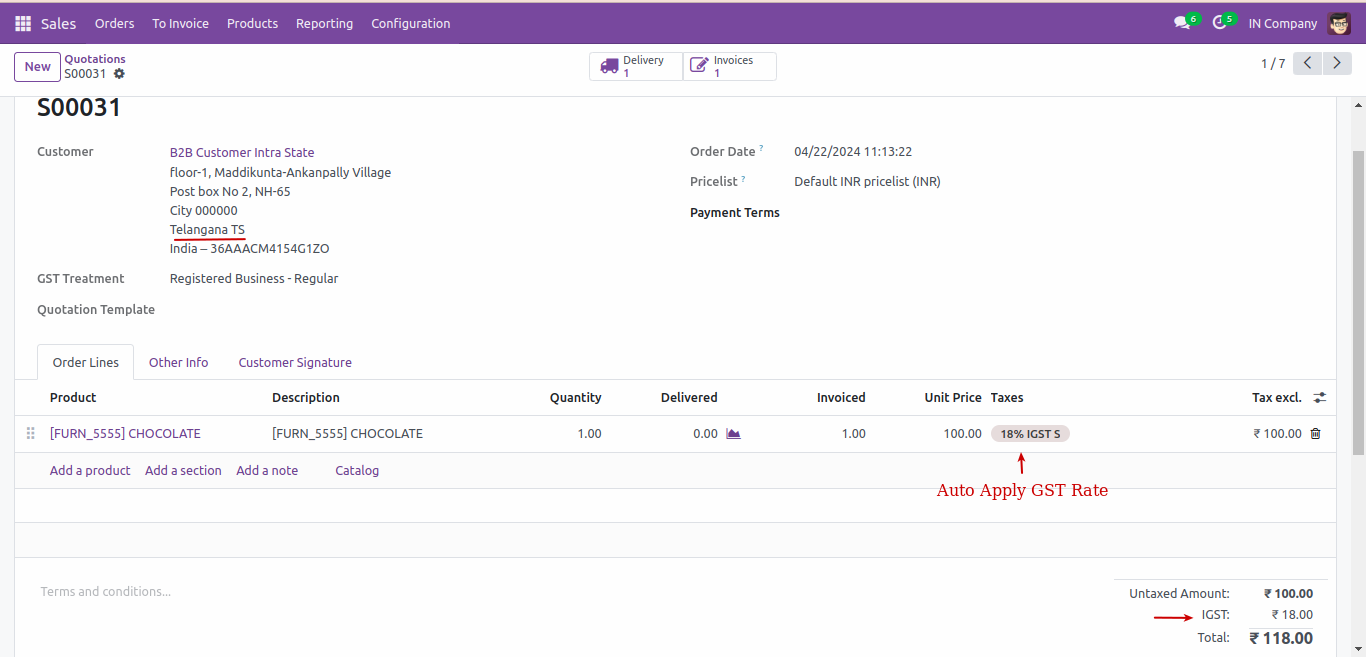 Sales Orders To Invoice Products Reporting Configuration 6 5 IN Company
New Quotations Delivery Invoices
S00031 1 1 1 / 7
S00031
Customer B2B Customer Intra State Order Date ? 04/22/2024 11:13:22
floor-1, Maddikunta-Ankanpally Village
Post box No 2, NH-65 Pricelist ? Default INR pricelist (INR)
City 000000 Payment Terms
Telangana TS
India – 36AAACM4154G1ZO
GST Treatment Registered Business - Regular
Quotation Template
Order Lines Other Info Customer Signature
Product Description Quantity Delivered Invoiced Unit Price Taxes Tax excl.
[FURN_5555] CHOCOLATE [FURN_5555] CHOCOLATE 1.00 0.00 1.00 100.00 18% IGST S ₹ 100.00
Add a product Add a section Add a note Catalog
Auto Apply GST Rate
Terms and conditions... Untaxed Amount: ₹ 100.00
IGST: ₹ 18.00
Total: ₹ 118.00